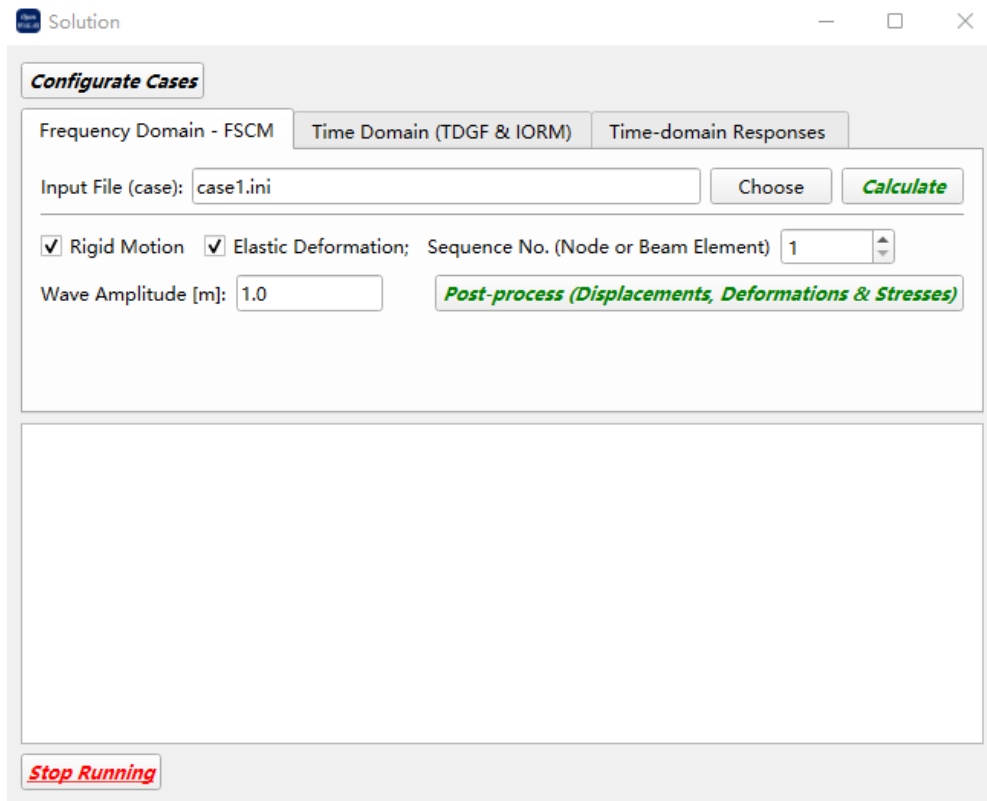 Solution
Configurate Cases
Frequency Domain - FSCM Time Domain (TDGF & IORM) Time-domain Responses
Input File (case): case1.ini Choose Calculate
Rigid Motion Elastic Deformation; Sequence No. (Node or Beam Element) 1
Wave Amplitude [m]: 1.0 Post-process (Displacements, Deformations & Stresses)
Stop Running